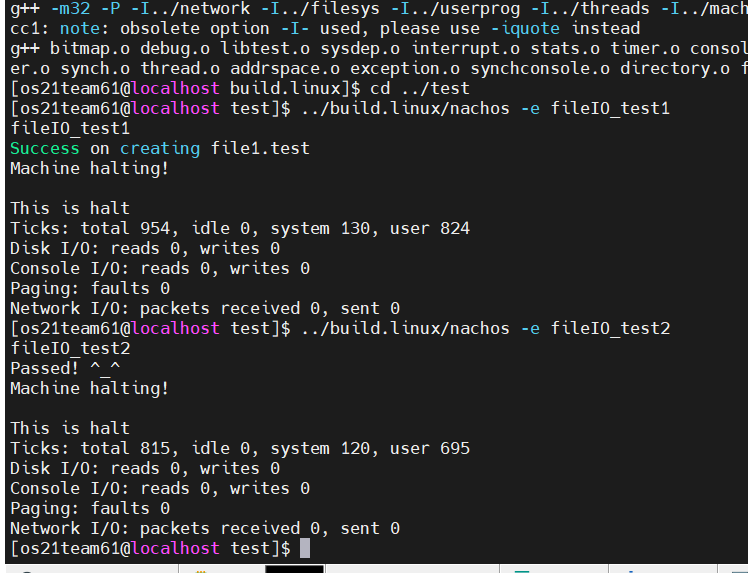 g++ -m32 -P -I../network -I../filesys -I../userprog -I../threads -I../mach
cc1: note: obsolete option -I- used, please use -iquote instead
g++ bitmap.o debug.o libtest.o sysdep.o interrupt.o stats.o timer.o consol
er.o synch.o thread.o addrspace.o exception.o synchconsole.o directory.o f
[os21team61@localhost build.linux]$ cd ../test
[os21team61@localhost test]$ ../build.linux/nachos -e fileIO_test1
fileIO_test1
Success on creating file1.test
Machine halting!

This is halt
Ticks: total 954, idle 0, system 130, user 824
Disk I/O: reads 0, writes 0
Console I/O: reads 0, writes 0
Paging: faults 0
Network I/O: packets received 0, sent 0
[os21team61@localhost test]$ ../build.linux/nachos -e fileIO_test2
fileIO_test2
Passed! ^_^
Machine halting!

This is halt
Ticks: total 815, idle 0, system 120, user 695
Disk I/O: reads 0, writes 0
Console I/O: reads 0, writes 0
Paging: faults 0
Network I/O: packets received 0, sent 0
[os21team61@localhost test]$